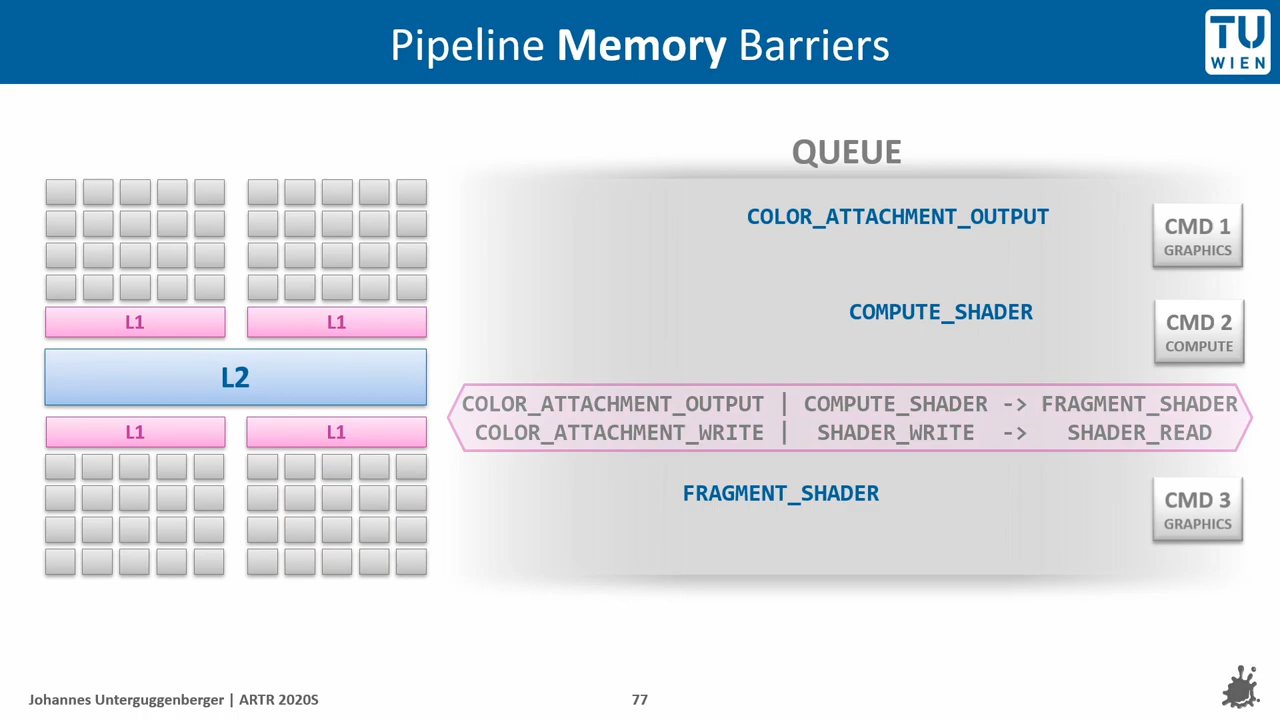 Pipeline Memory Barriers
TU
WIEN
L1
L1
L2
L1
L1
QUEUE
COLOR_ATTACHMENT_OUTPUT
CMD 1
GRAPHICS
COMPUTE_SHADER
CMD 2
COMPUTE
COLOR_ATTACHMENT_OUTPUT | COMPUTE_SHADER -> FRAGMENT_SHADER
COLOR_ATTACHMENT_WRITE | SHADER_WRITE -> SHADER_READ
FRAGMENT_SHADER
CMD 3
GRAPHICS
Johannes Unterguggenberger | ARTR 2020S
77